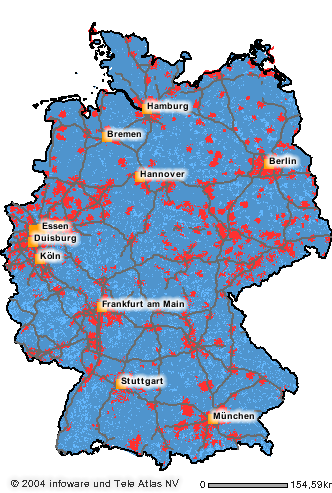 Hamburg
Bremen
Berlin
Hannover
Essen
Duisburg
Köln
Frankfurt am Main
Stuttgart
München
© 2004 infoware und Tele Atlas NV
0 154,59kr